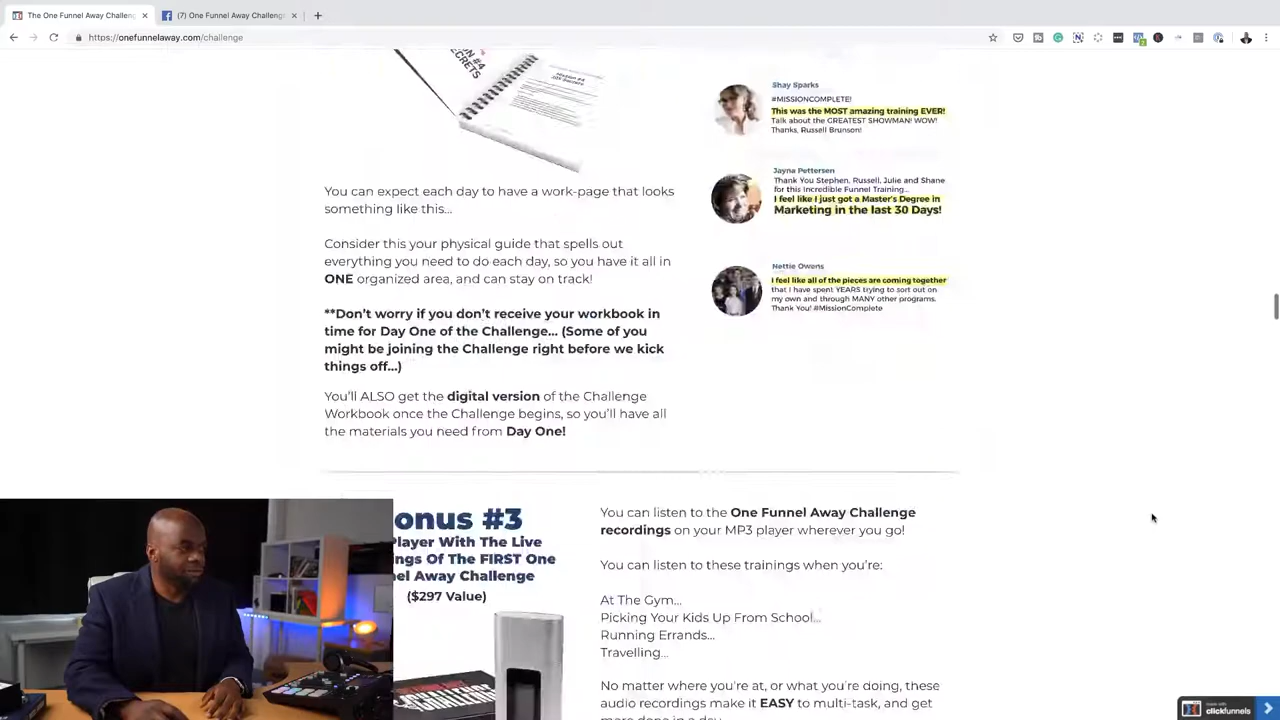 The One Funnel Away Challeng
(7) One Funnel Away Challenge
https://onefunnelaway.com/challenge
SECRETS
Shay Sparks
#MISSIONCOMPLETE!
This was the MOST amazing training EVER!
Talk about the GREATEST SHOWMAN! WOW!
Thanks, Russell Brunson!
Jayna Pettersen
Thank You Stephen, Russell, Julie and Shane
for this Incredible Funnel Training...
I feel like I just got a Master's Degree in
Marketing in the last 30 Days!
Nettie Owens
I feel like all of the pieces are coming together
that I have spent YEARS trying to sort out on
my own and through MANY other programs.
Thank You! #MissionComplete
You can expect each day to have a work-page that looks
something like this...
Consider this your physical guide that spells out
everything you need to do each day, so you have it all in
ONE organized area, and can stay on track!
**Don't worry if you don't receive your workbook in
time for Day One of the Challenge... (Some of you
might be joining the Challenge right before we kick
things off...)
You'll ALSO get the digital version of the Challenge
Workbook once the Challenge begins, so you'll have all
the materials you need from Day One!
onus #3
Player With The Live
ngs Of The FIRST One
el Away Challenge
($297 Value)
You can listen to the One Funnel Away Challenge
recordings on your MP3 player wherever you go!
You can listen to these trainings when you're:
At The Gym...
Picking Your Kids Up From School...
Running Errands...
Travelling...
No matter where you're at, or what you're doing, these
audio recordings make it EASY to multi-task, and get
more done in a day
clickfunnels